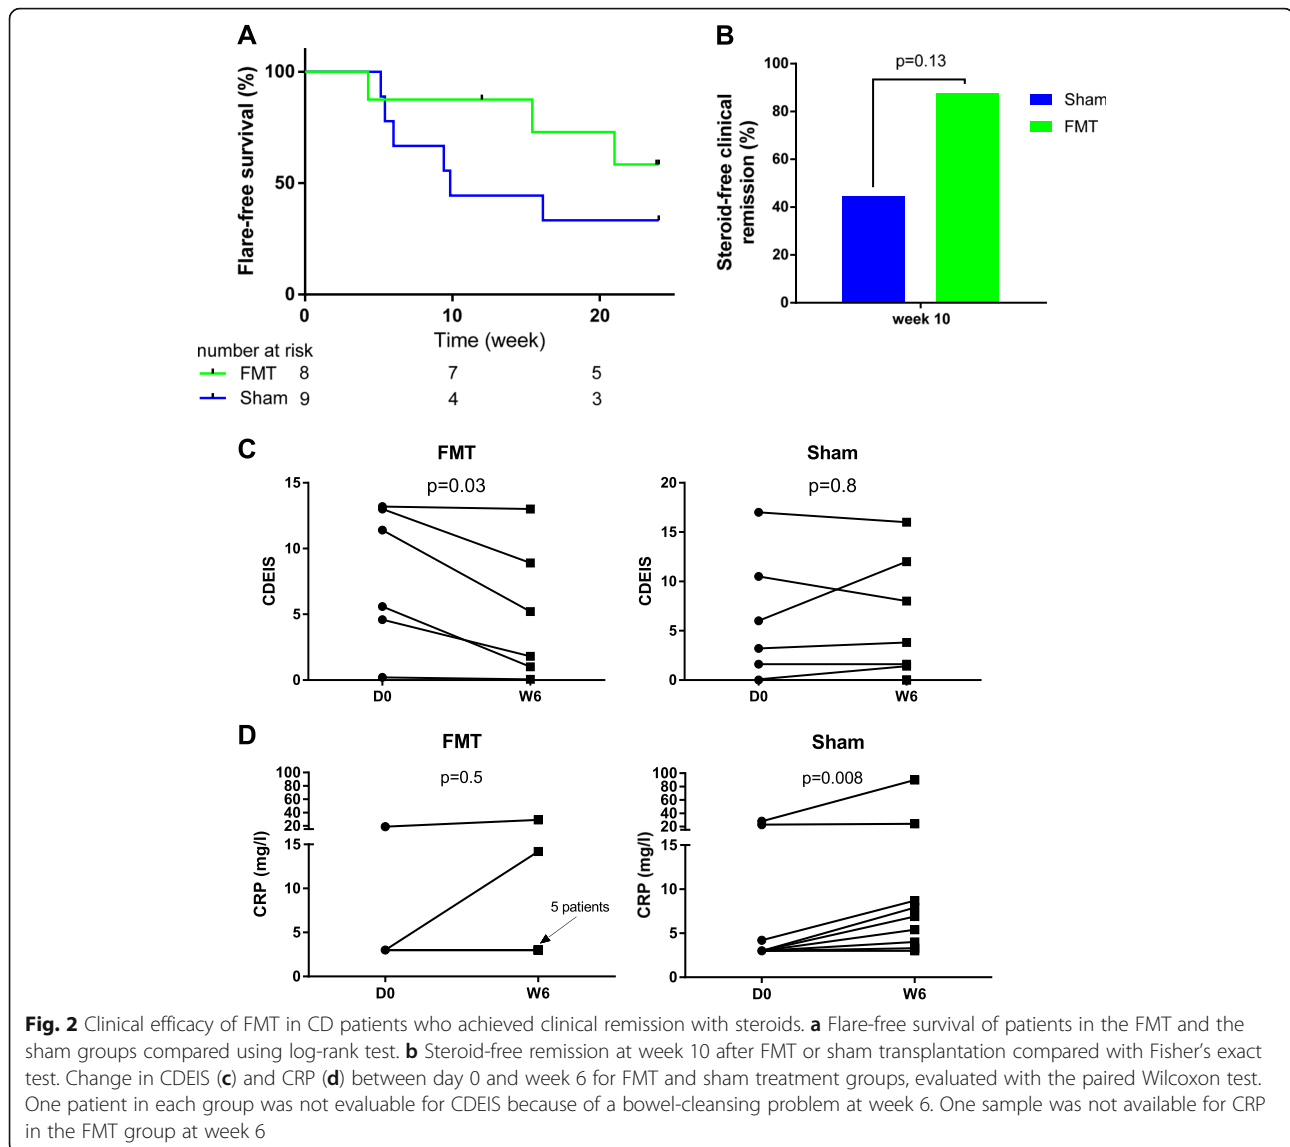 A
Flare-free survival (%)
100
50
0
0 10 20
Time (week)
number at risk
FMT 8 7 5
Sham 9 4 3
B
Steroid-free clinical
remission (%)
100
80
60
40
20
0
p=0.13
week 10
Sham
FMT
C
FMT
p=0.03
CDEIS
15
10
5
0
D0 W6
Sham
p=0.8
CDEIS
20
15
10
5
0
D0 W6
D
FMT
p=0.5
CRP (mg/l)
100
80
60
40
20
15
10
5
0
5 patients
D0 W6
Sham
p=0.008
CRP (mg/l)
100
80
60
40
20
15
10
5
0
D0 W6
Fig. 2 Clinical efficacy of FMT in CD patients who achieved clinical remission with steroids. a Flare-free survival of patients in the FMT and the
sham groups compared using log-rank test. b Steroid-free remission at week 10 after FMT or sham transplantation compared with Fisher's exact
test. Change in CDEIS (c) and CRP (d) between day 0 and week 6 for FMT and sham treatment groups, evaluated with the paired Wilcoxon test.
One patient in each group was not evaluable for CDEIS because of a bowel-cleansing problem at week 6. One sample was not available for CRP
in the FMT group at week 6